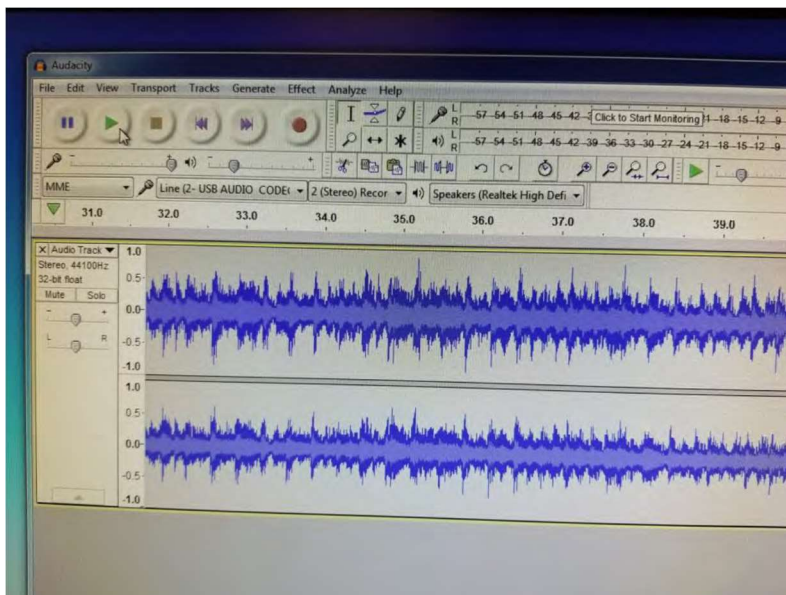 Audacity
File Edit View Transport Tracks Generate Effect Analyze Help
L
R
-57 -54 -51 -48 -45 -42 Click to Start Monitoring -18 -15 -12 -9
L
R
-57 -54 -51 -48 -45 -42 -39 -36 -33 -30 -27 -24 -21 -18 -15 -12 -9
- + - +
MME Line (2- USB AUDIO CODE 2 (Stereo) Recor Speakers (Realtek High Defi
31.0 32.0 33.0 34.0 35.0 36.0 37.0 38.0 39.0
X Audio Track
Stereo, 44100Hz
32-bit float
Mute Solo
- +
L R
1.0
0.5
0.0
-0.5
-1.0
1.0
0.5
0.0
-0.5
-1.0